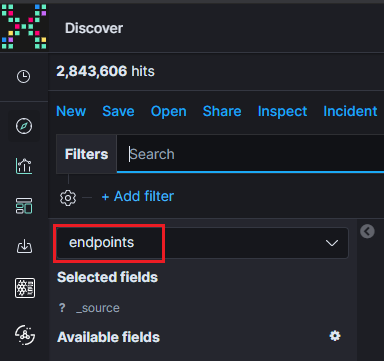 Discover
2,843,606 hits
New Save Open Share Inspect Incident
Filters Search
+ Add filter
endpoints
Selected fields
? _source
Available fields